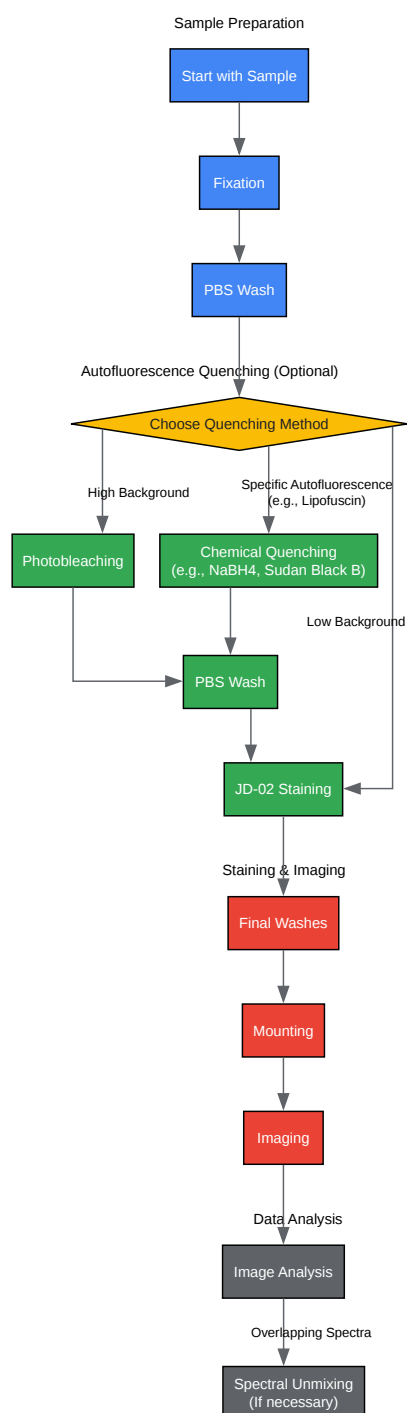 Sample Preparation
Start with Sample
Fixation
PBS Wash
Autofluorescence Quenching (Optional)
Choose Quenching Method
High Background
Specific Autofluorescence
(e.g., Lipofuscin)
Photobleaching
Chemical Quenching
(e.g., NaBH4, Sudan Black B)
Low Background
PBS Wash
JD-02 Staining
Staining & Imaging
Final Washes
Mounting
Imaging
Data Analysis
Image Analysis
Overlapping Spectra
Spectral Unmixing
(If necessary)